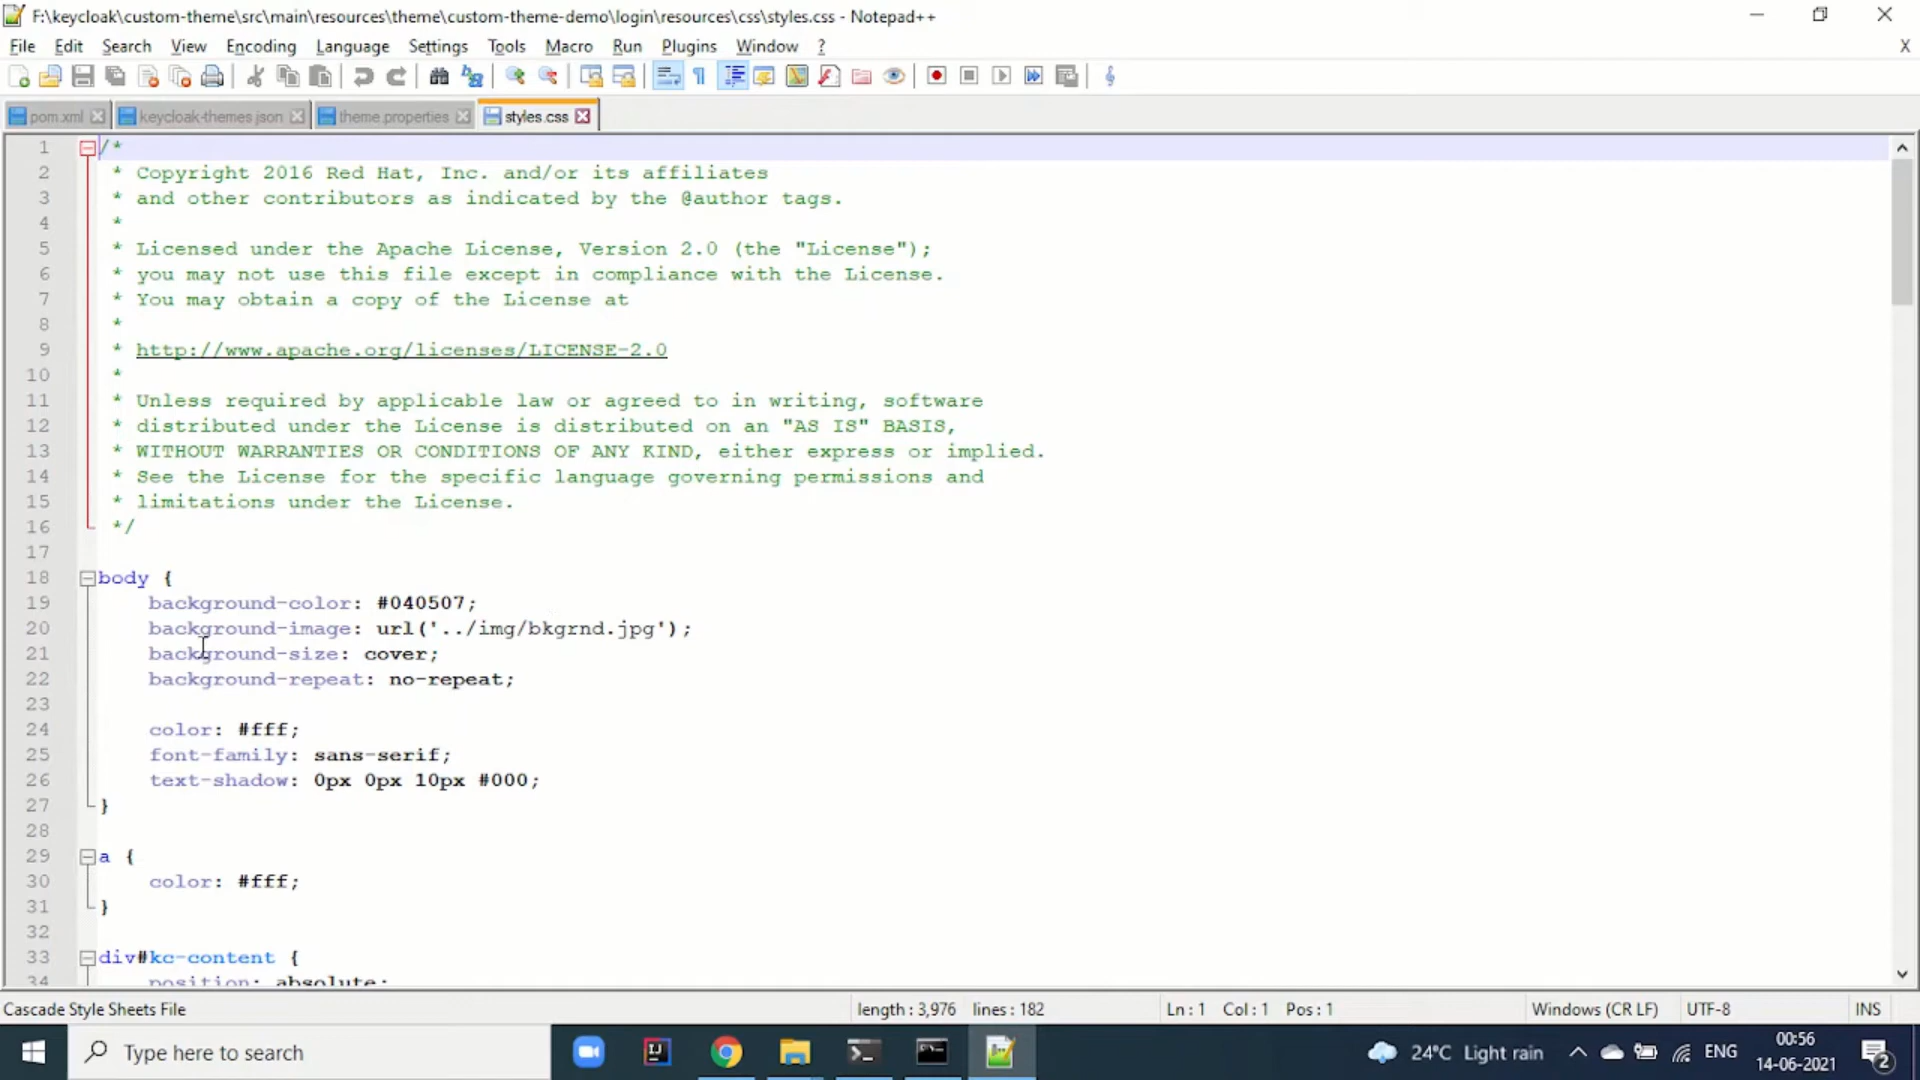 F:\keycloak\custom-theme\src\main\resources\theme\custom-theme-demo\login\resources\css\styles.css - Notepad++
File Edit Search View Encoding Language Settings Tools Macro Run Plugins Window ? X
pom.xml keycloak-themes.json theme.properties styles.css
1 /*
2 * Copyright 2016 Red Hat, Inc. and/or its affiliates
3 * and other contributors as indicated by the @author tags.
4 *
5 * Licensed under the Apache License, Version 2.0 (the "License");
6 * you may not use this file except in compliance with the License.
7 * You may obtain a copy of the License at
8 *
9 * http://www.apache.org/licenses/LICENSE-2.0
10 *
11 * Unless required by applicable law or agreed to in writing, software
12 * distributed under the License is distributed on an "AS IS" BASIS,
13 * WITHOUT WARRANTIES OR CONDITIONS OF ANY KIND, either express or implied.
14 * See the License for the specific language governing permissions and
15 * limitations under the License.
16 */
17
18 body {
19 background-color: #040507;
20 background-image: url('../img/bkgrnd.jpg');
21 background-size: cover;
22 background-repeat: no-repeat;
23
24 color: #fff;
25 font-family: sans-serif;
26 text-shadow: 0px 0px 10px #000;
27 }
28
29 a {
30 color: #fff;
31 }
32
33 div#kc-content {
34 position: absolute;
Cascade Style Sheets File length : 3,976 lines : 182 Ln : 1 Col : 1 Pos : 1 Windows (CR LF) UTF-8 INS
Type here to search 24°C Light rain ENG 00:56
14-06-2021 2